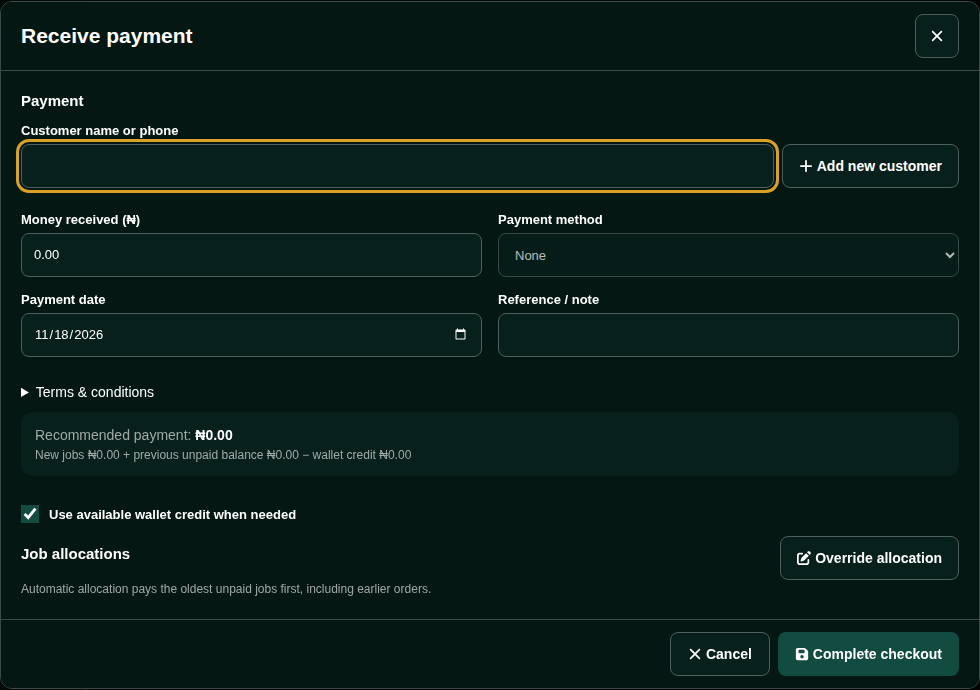 Receive payment
Payment
Customer name or phone
Add new customer
Money received (₦)
Payment method
0.00
None
Payment date
Reference / note
11/18/2026
Terms & conditions
Recommended payment: ₦0.00
New jobs ₦0.00 + previous unpaid balance ₦0.00 − wallet credit ₦0.00
Use available wallet credit when needed
Job allocations
Override allocation
Automatic allocation pays the oldest unpaid jobs first, including earlier orders.
Cancel
Complete checkout